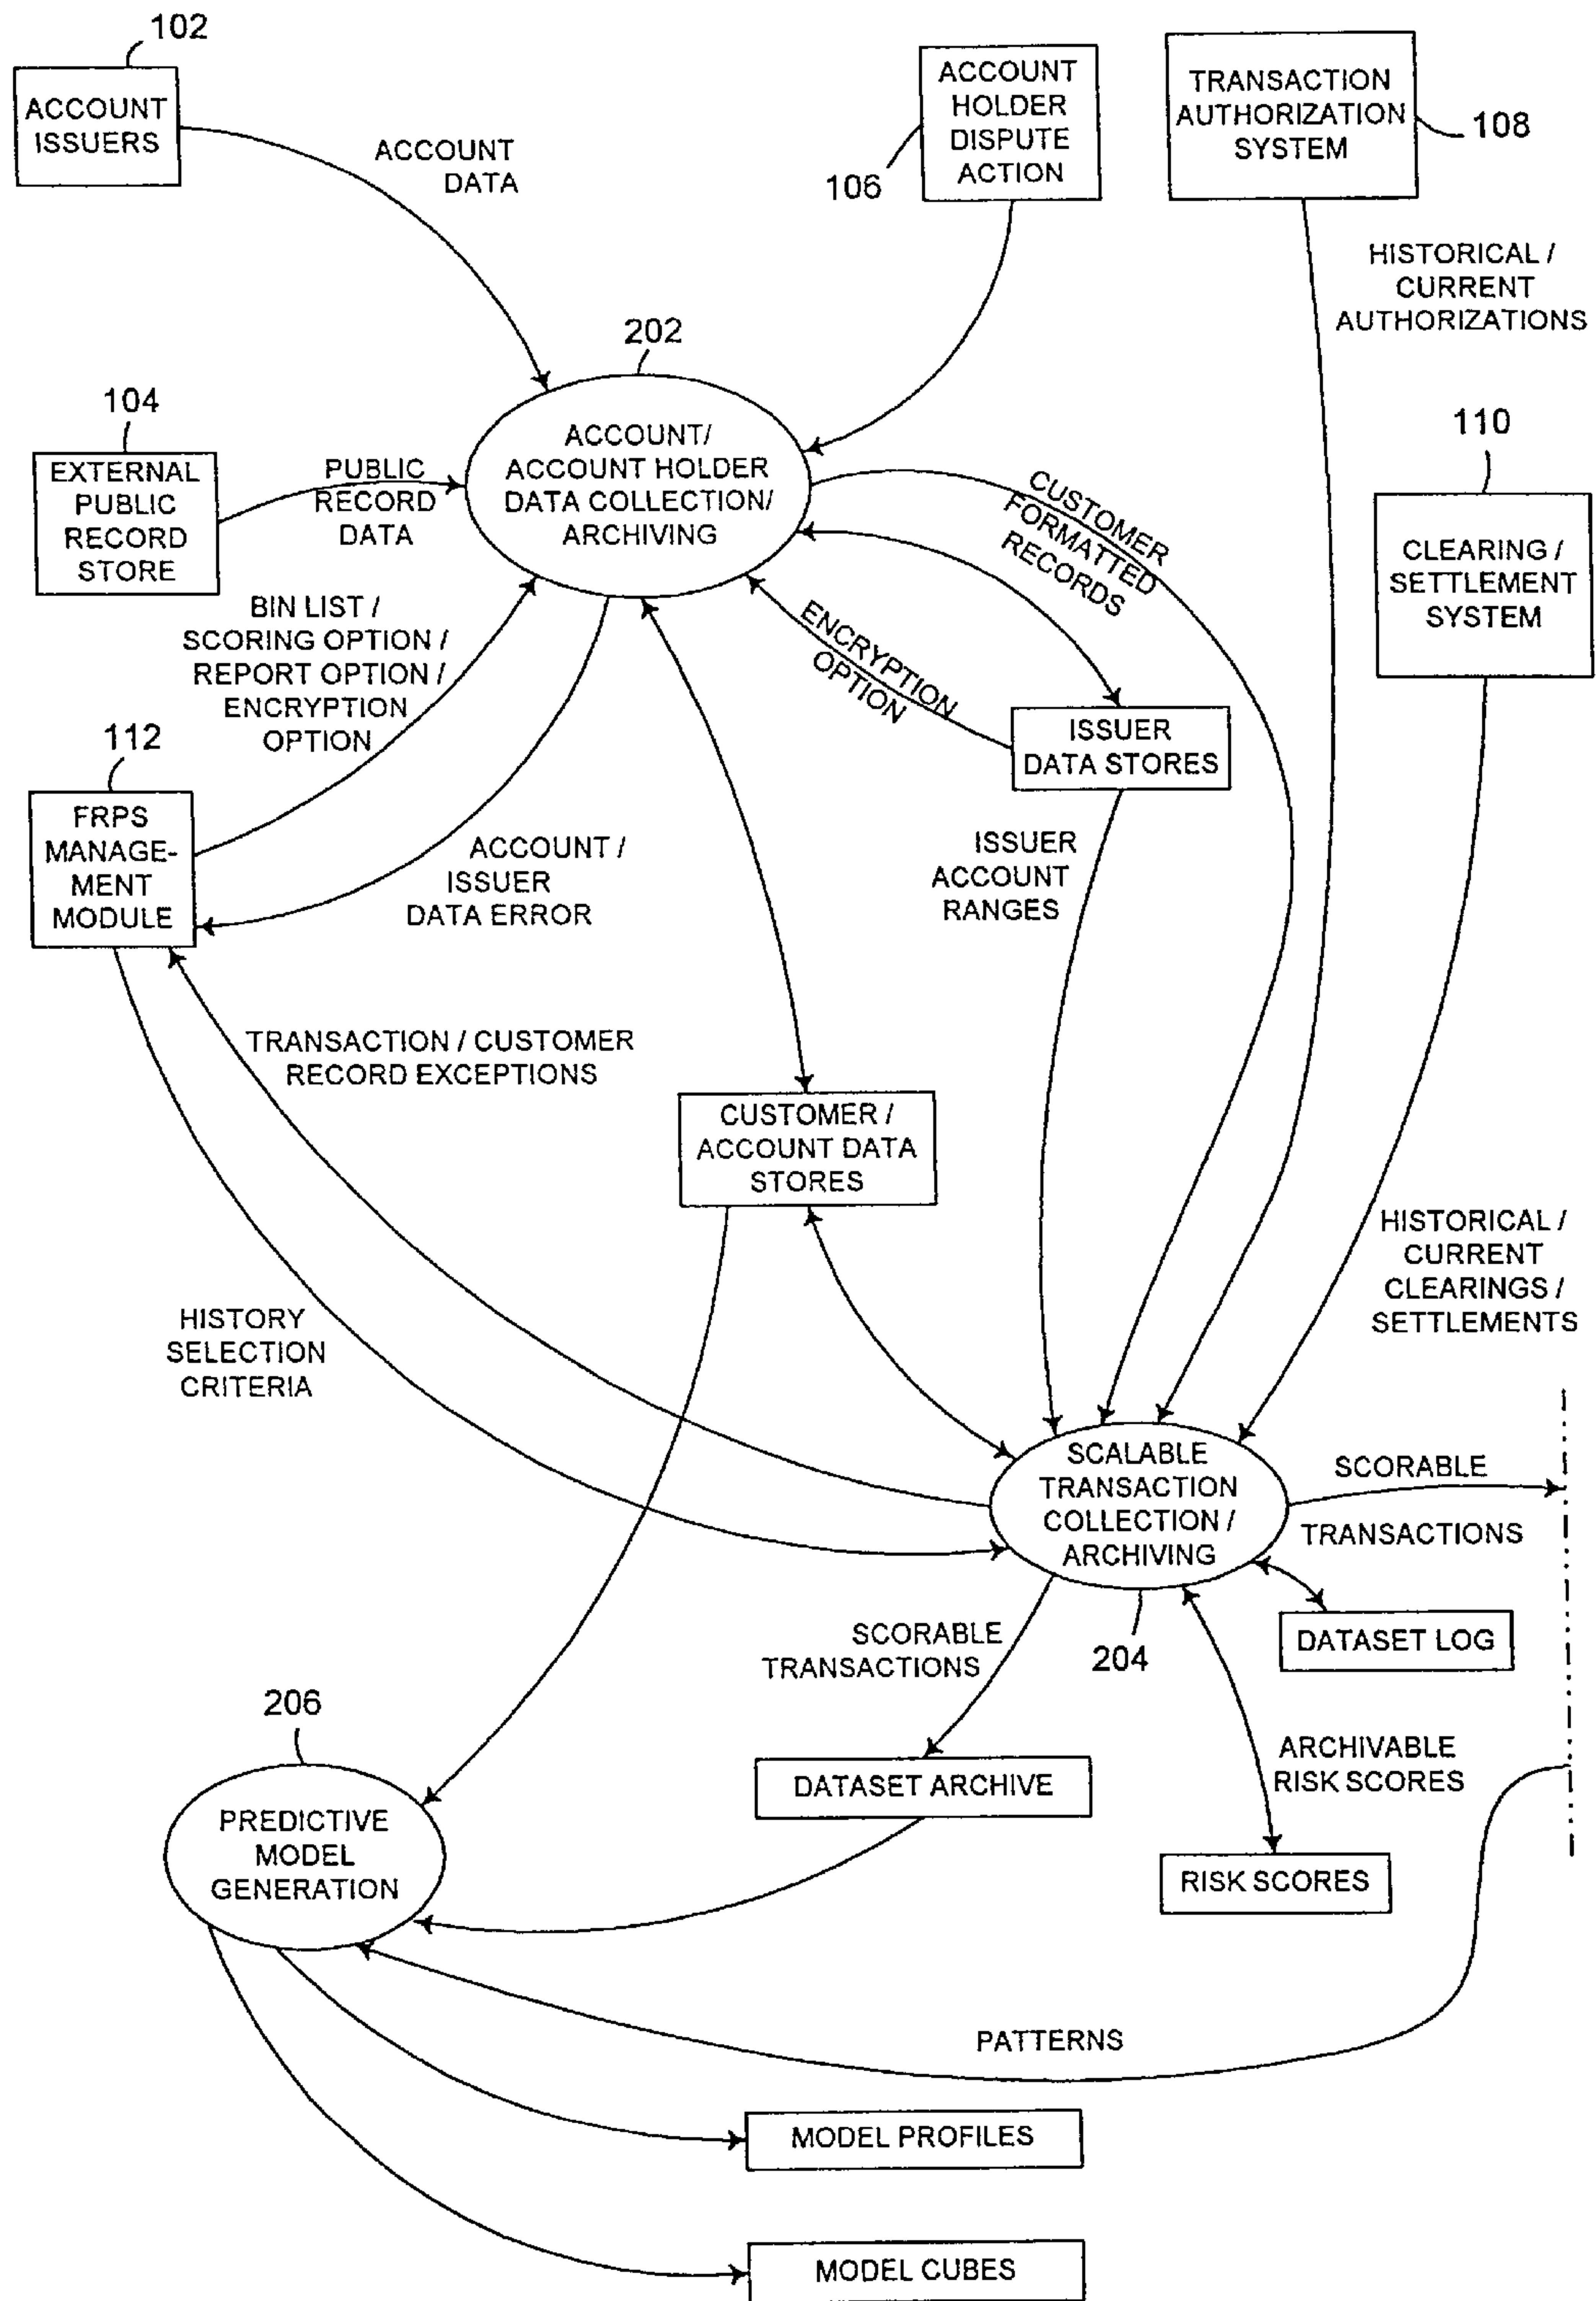 102
ACCOUNT
ISSUERS
ACCOUNT
DATA
ACCOUNT
HOLDER
DISPUTE
ACTION
106
TRANSACTION
AUTHORIZATION
SYSTEM
108
HISTORICAL /
CURRENT
AUTHORIZATIONS
202
ACCOUNT/
ACCOUNT HOLDER
DATA COLLECTION/
ARCHIVING
104
EXTERNAL
PUBLIC
RECORD
STORE
PUBLIC
RECORD
DATA
CUSTOMER
FORMATTED
RECORDS
110
CLEARING /
SETTLEMENT
SYSTEM
BIN LIST /
SCORING OPTION /
REPORT OPTION /
ENCRYPTION
OPTION
ENCRYPTION
OPTION
ISSUER
DATA STORES
112
FRPS
MANAGE-
MENT
MODULE
ACCOUNT /
ISSUER
DATA ERROR
ISSUER
ACCOUNT
RANGES
TRANSACTION / CUSTOMER
RECORD EXCEPTIONS
CUSTOMER /
ACCOUNT DATA
STORES
HISTORICAL /
CURRENT
CLEARINGS /
SETTLEMENTS
HISTORY
SELECTION
CRITERIA
SCALABLE
TRANSACTION
COLLECTION /
ARCHIVING
204
SCORABLE
TRANSACTIONS
DATASET LOG
SCORABLE
TRANSACTIONS
206
PREDICTIVE
MODEL
GENERATION
DATASET ARCHIVE
ARCHIVABLE
RISK SCORES
RISK SCORES
PATTERNS
MODEL PROFILES
MODEL CUBES